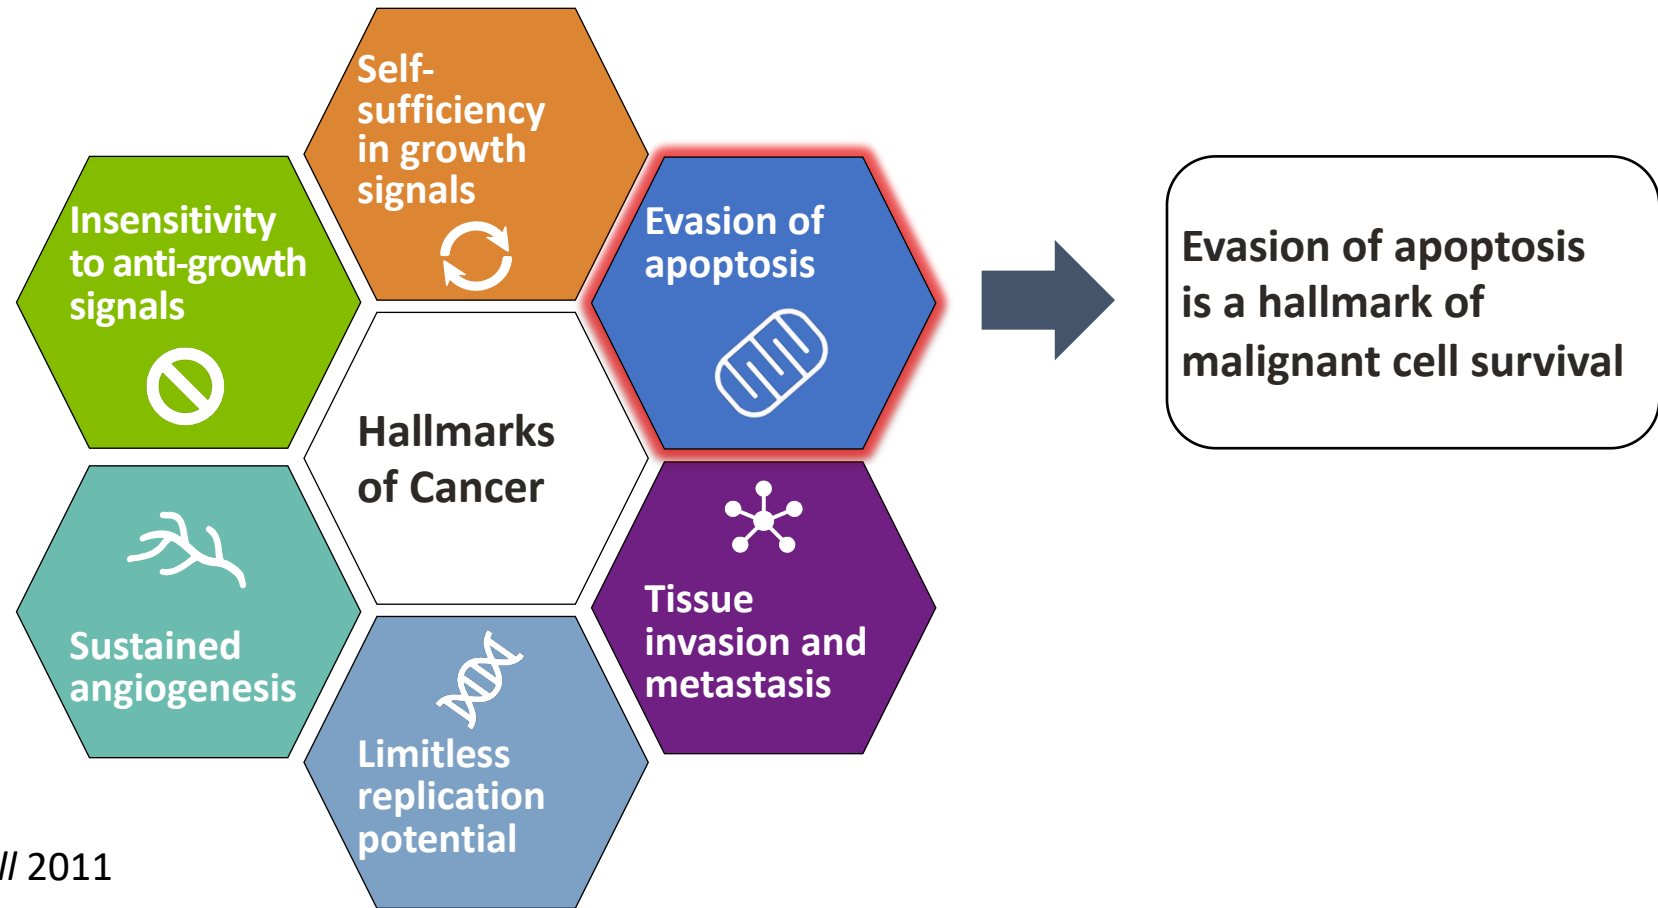 Self-
sufficiency
in growth
signals
Insensitivity
to anti-growth
signals
Evasion of
apoptosis
Evasion of apoptosis
is a hallmark of
malignant cell survival
Hallmarks
of Cancer
Sustained
angiogenesis
Tissue
invasion and
metastasis
Limitless
replication
potential
2011